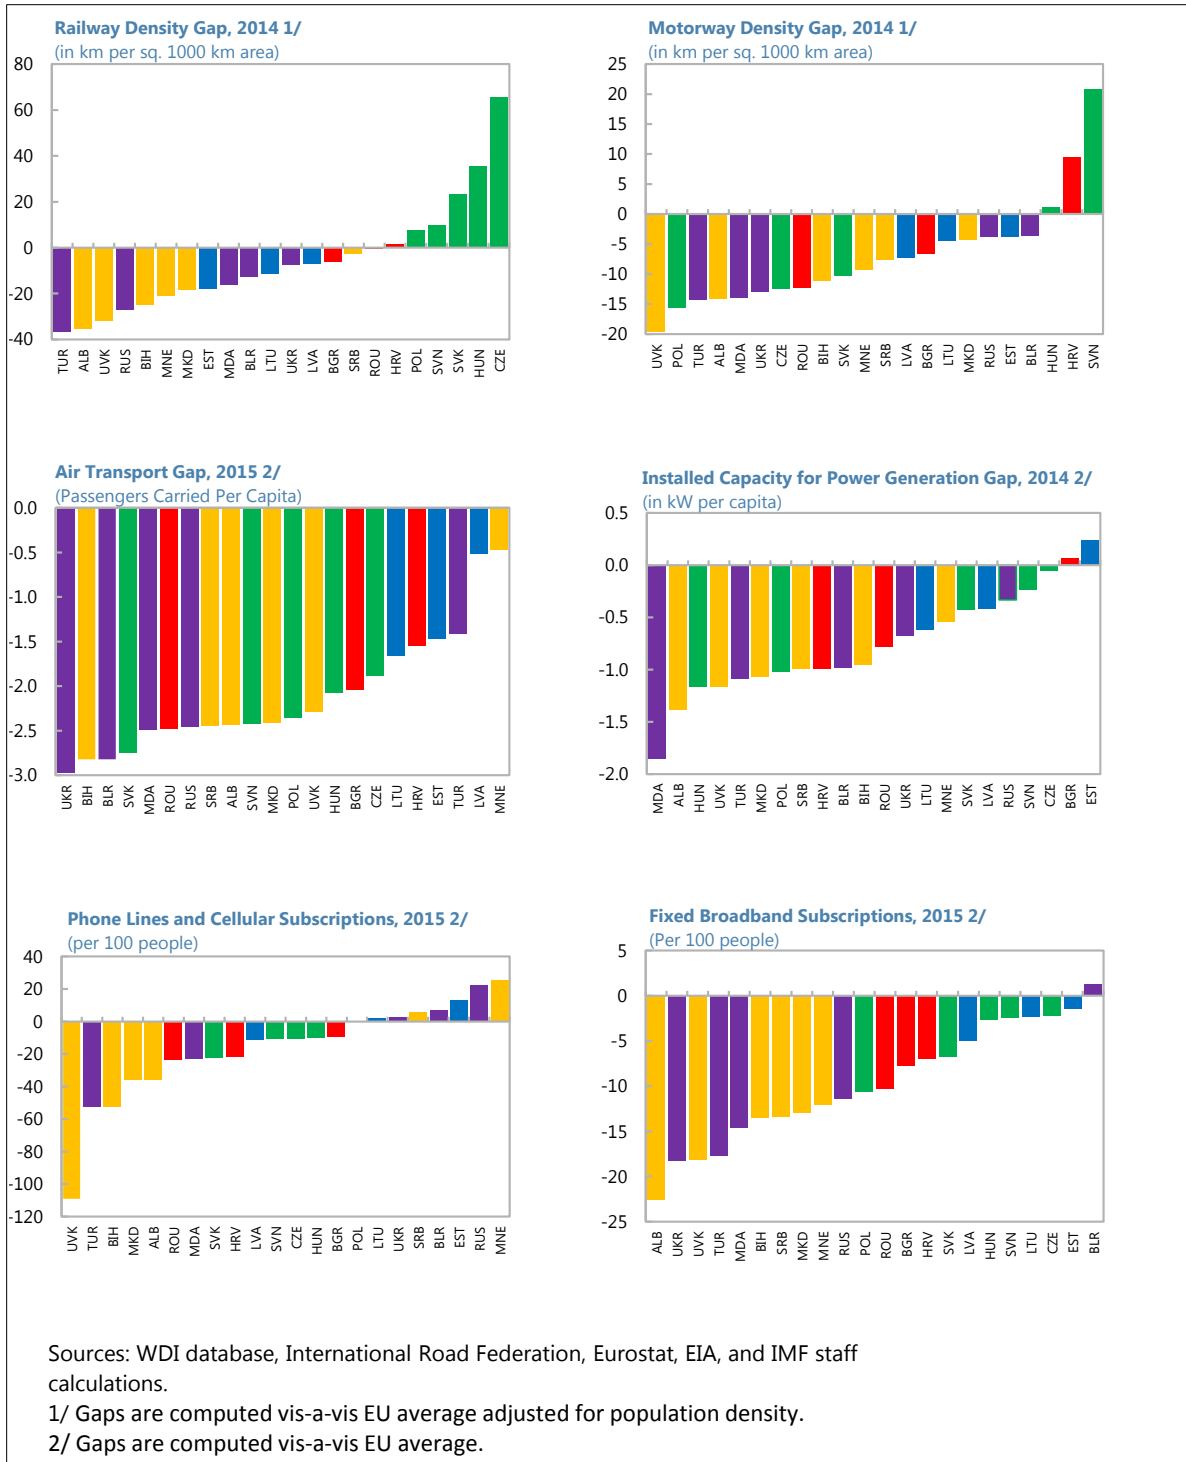 Railway Density Gap, 2014 1/
(in km per sq. 1000 km area)
80
60
40
20
0
-20
-40
TUR ALB UVK RUS BIH MNE MKD EST MDA BLR LTU UKR LVA BGR SRB ROU HRV POL SVN SVK HUN CZE
Motorway Density Gap, 2014 1/
(in km per sq. 1000 km area)
25
20
15
10
5
0
-5
-10
-15
-20
UVK POL TUR ALB MDA UKR CZE ROU BIH SVK MNE SRB LVA BGR LTU MKD RUS EST BLR HUN HRV SVN
Air Transport Gap, 2015 2/
(Passengers Carried Per Capita)
0.0
-0.5
-1.0
-1.5
-2.0
-2.5
-3.0
UKR BIH BLR SVK MDA ROU RUS SRB ALB SVN MKD POL UVK HUN BGR CZE LTU HRV EST TUR LVA MNE
Installed Capacity for Power Generation Gap, 2014 2/
(in kW per capita)
0.5
0.0
-0.5
-1.0
-1.5
-2.0
MDA ALB HUN UVK TUR MKD POL SRB HRV BLR BIH ROU UKR LTU MNE SVK LVA RUS SVN CZE BGR EST
Phone Lines and Cellular Subscriptions, 2015 2/
(per 100 people)
40
20
0
-20
-40
-60
-80
-100
-120
UVK TUR BIH MKD ALB ROU MDA SVK HRV LVA SVN CZE HUN BGR POL LTU UKR SRB BLR EST RUS MNE
Fixed Broadband Subscriptions, 2015 2/
(Per 100 people)
5
0
-5
-10
-15
-20
-25
ALB UKR UVK TUR MDA BIH SRB MKD MNE RUS POL ROU BGR HRV SVK LVA HUN SVN LTU CZE EST BLR
Sources: WDI database, International Road Federation, Eurostat, EIA, and IMF staff
calculations.
1/ Gaps are computed vis-a-vis EU average adjusted for population density.
2/ Gaps are computed vis-a-vis EU average.